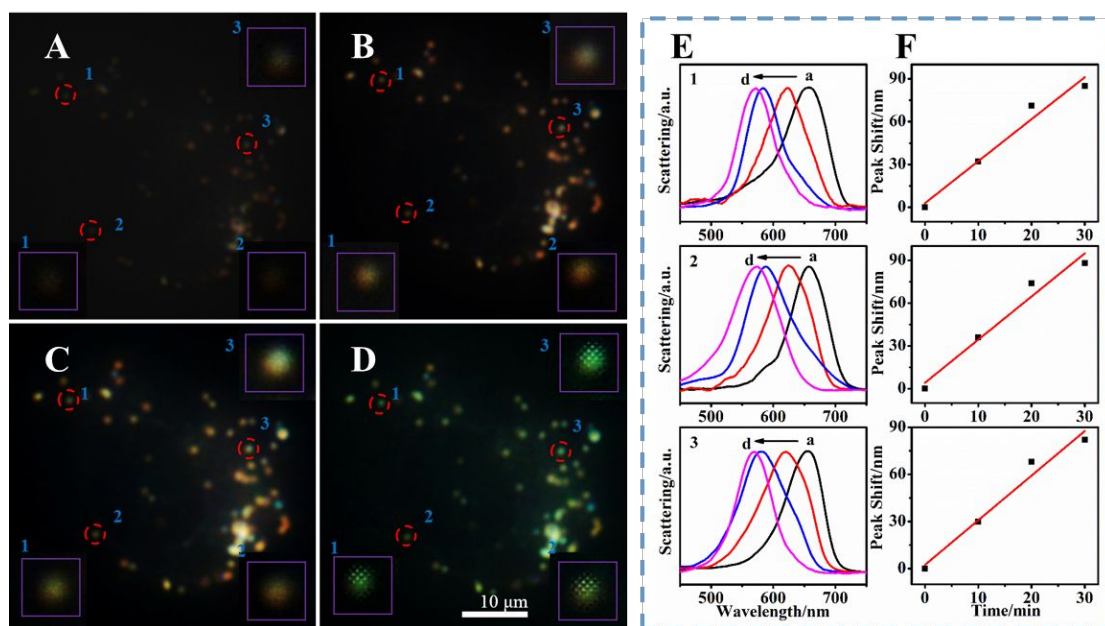 A
3
1
3
2
1
2
B
3
1
3
2
1
2
C
3
1
3
2
1
2
D
3
1
3
2
1
2
10 μm
E
1
d
a
Scattering/a.u.
500 600 700
2
d
a
Scattering/a.u.
500 600 700
3
d
a
Scattering/a.u.
500 600 700
Wavelength/nm
F
Peak Shift/nm
90
60
30
0
0 10 20 30
Peak Shift/nm
90
60
30
0
0 10 20 30
Peak Shift/nm
90
60
30
0
0 10 20 30
Time/min